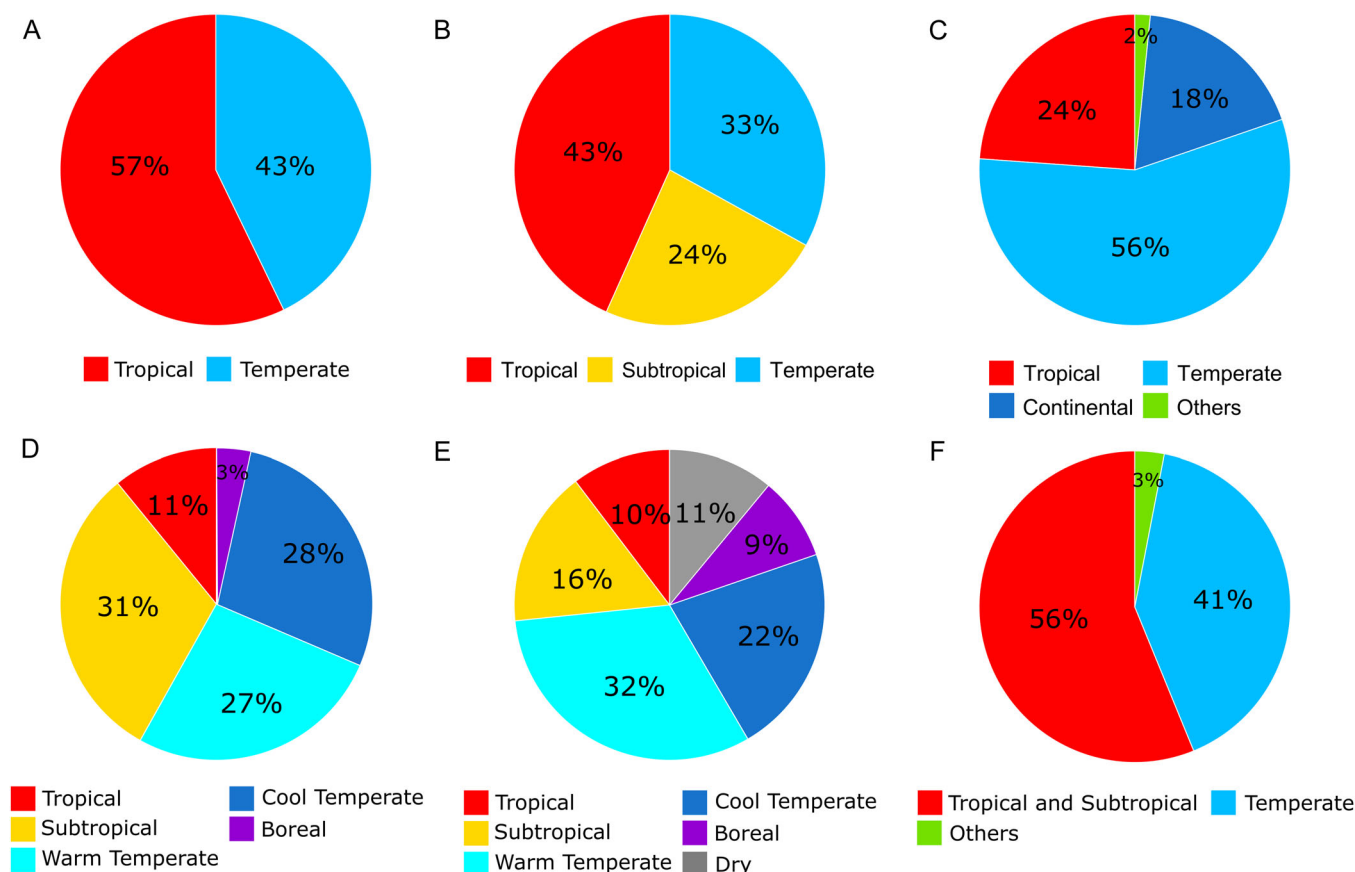 A
57%
43%
Tropical
Temperate
B
43%
33%
24%
Tropical
Subtropical
Temperate
C
2%
24%
18%
56%
Tropical
Temperate
Continental
Others
D
3%
11%
28%
31%
27%
Tropical
Cool Temperate
Subtropical
Boreal
Warm Temperate
E
10%
11%
9%
16%
22%
32%
Tropical
Cool Temperate
Subtropical
Boreal
Warm Temperate
Dry
F
3%
56%
41%
Tropical and Subtropical
Temperate
Others